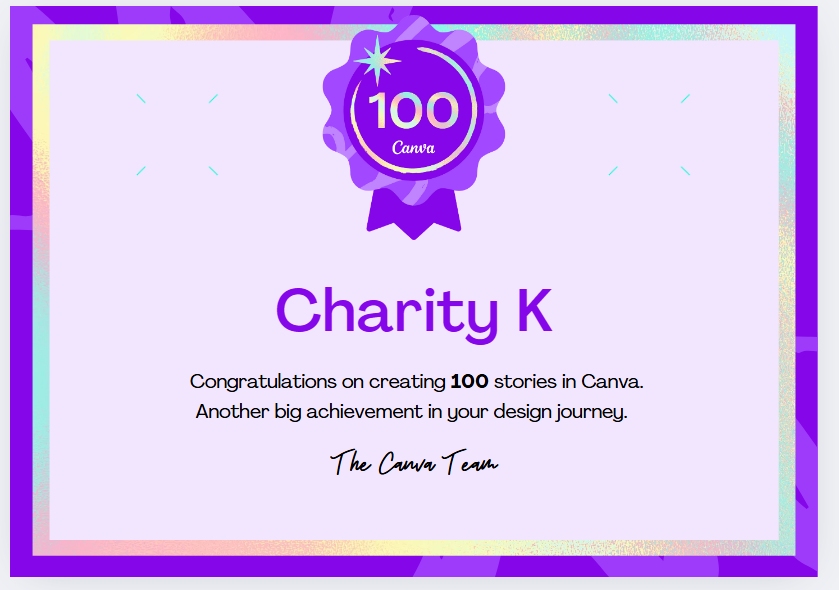 100
Canva
Charity K
Congratulations on creating 100 stories in Canva.
Another big achievement in your design journey.
The Canva Team